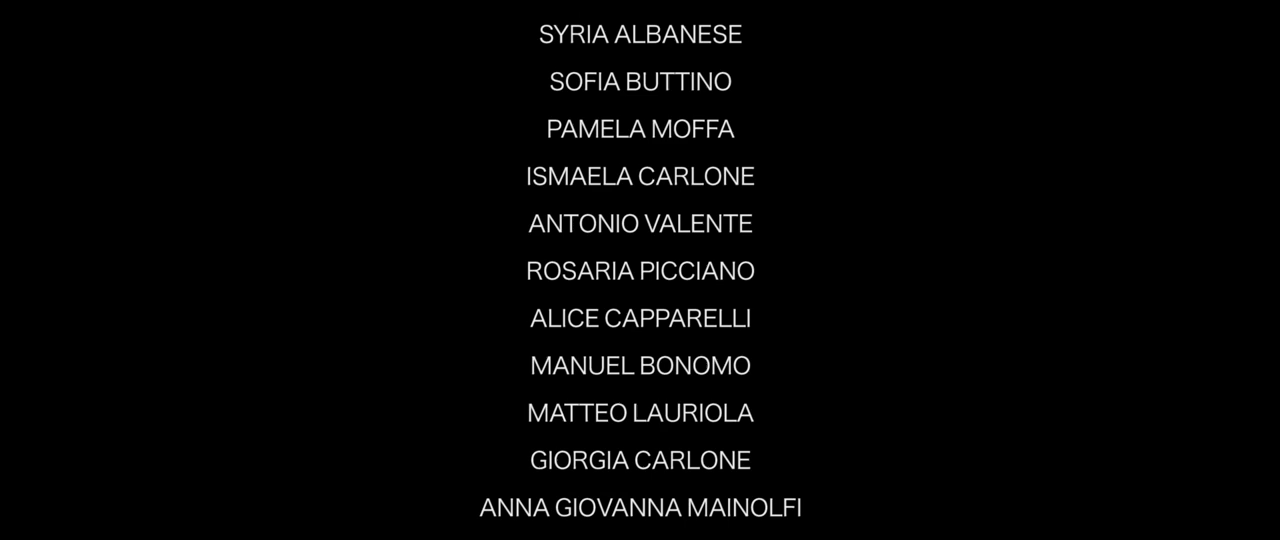 SYRIA ALBANESE
SOFIA BUTTINO
PAMELA MOFFA
ISMAELA CARLONE
ANTONIO VALENTE
ROSARIA PICCIANO
ALICE CAPPARELLI
MANUEL BONOMO
MATTEO LAURIOLA
GIORGIA CARLONE
ANNA GIOVANNA MAINOLFI